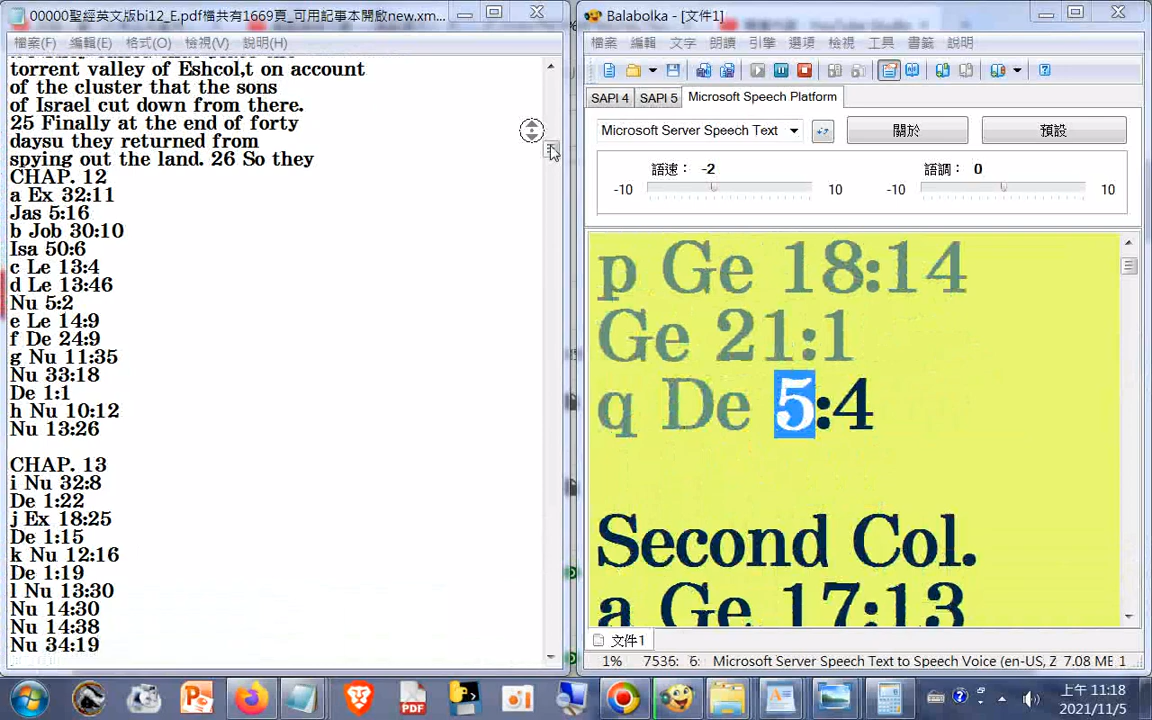 00000聖經英文版bi12_E.pdf檔共有1669頁_可用記事本開啟new.xm...
檔案(F) 編輯(E) 格式(O) 檢視(V) 說明(H)
torrent valley of Eshcol,t on account
of the cluster that the sons
of Israel cut down from there.
25 Finally at the end of forty
daysu they returned from
spying out the land. 26 So they
CHAP. 12
a Ex 32:11
Jas 5:16
b Job 30:10
Isa 50:6
c Le 13:4
d Le 13:46
Nu 5:2
e Le 14:9
f De 24:9
g Nu 11:35
Nu 33:18
De 1:1
h Nu 10:12
Nu 13:26
CHAP. 13
i Nu 32:8
De 1:22
j Ex 18:25
De 1:15
k Nu 12:16
De 1:19
l Nu 13:30
Nu 14:30
Nu 14:38
Nu 34:19
Balabolka - [文件1]
檔案 編輯 文字 朗讀 引擎 選項 檢視 工具 書籤 說明
SAPI 4 SAPI 5 Microsoft Speech Platform
Microsoft Server Speech Text 關於 預設
語速： -2 語調： 0
-10 10 -10 10
p Ge 18:14
Ge 21:1
q De 5:4
Second Col.
a Ge 17:13
文件1
1% 7536: 6: Microsoft Server Speech Text to Speech Voice (en-US, Z 7.08 ME 1
上午 11:18
2021/11/5